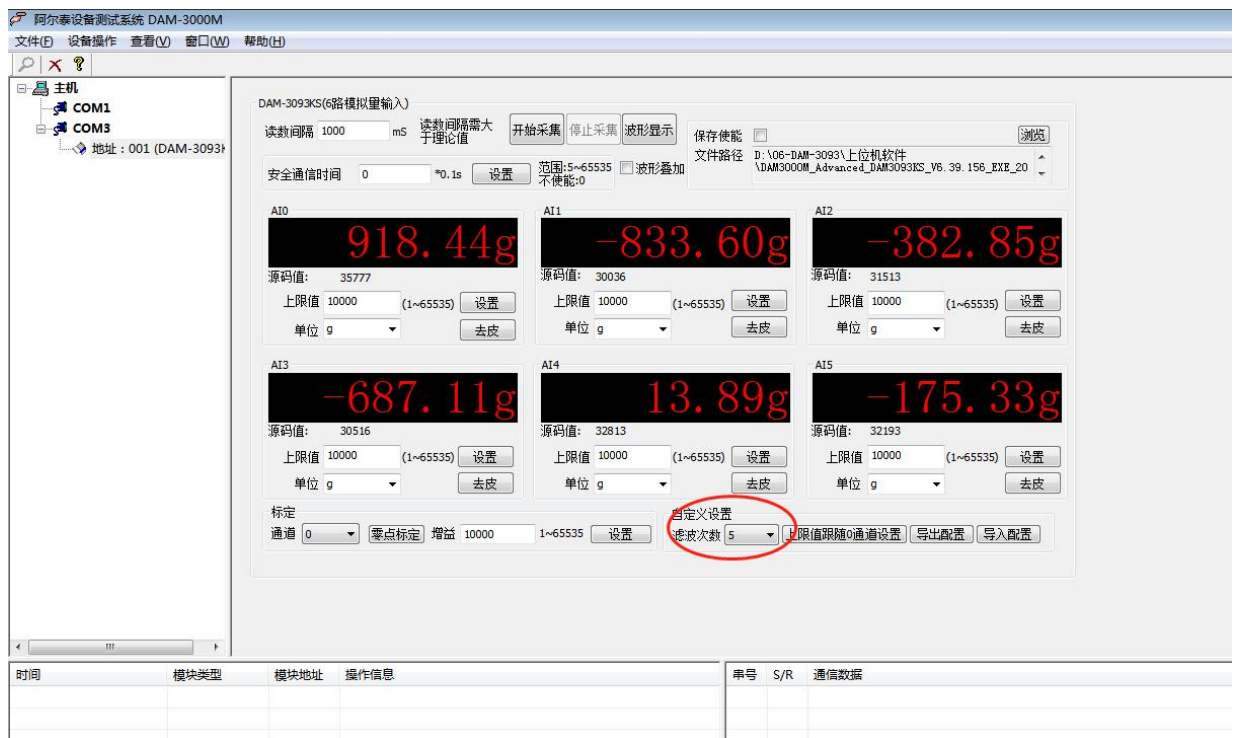 阿尔泰设备测试系统 DAM-3000M
文件(F) 设备操作 查看(V) 窗口(W) 帮助(H)
主机
COM1
COM3
地址：001 (DAM-3093K
DAM-3093KS(6路模拟量输入)
读数间隔 1000 mS 读数间隔需大于理论值 开始采集 停止采集 波形显示
安全通信时间 0 *0.1s 设置 范围:5~65535 不使能:0 波形叠加
保存使能 浏览
文件路径 D:\06-DAM-3093\上位机软件
\DAM3000M_Advanced_DAM3093KS_V6.39.156_EXE_20
AI0
918.44g
源码值: 35777
上限值 10000 (1~65535) 设置
单位 g 去皮
AI1
-833.60g
源码值: 30036
上限值 10000 (1~65535) 设置
单位 g 去皮
AI2
-382.85g
源码值: 31513
上限值 10000 (1~65535) 设置
单位 g 去皮
AI3
-687.11g
源码值: 30516
上限值 10000 (1~65535) 设置
单位 g 去皮
AI4
13.89g
源码值: 32813
上限值 10000 (1~65535) 设置
单位 g 去皮
AI5
-175.33g
源码值: 32193
上限值 10000 (1~65535) 设置
单位 g 去皮
标定
通道 0 零点标定 增益 10000 1~65535 设置
自定义设置
滤波次数 5 上限值跟随0通道设置 导出配置 导入配置
时间 模块类型 模块地址 操作信息
串号 S/R 通信数据